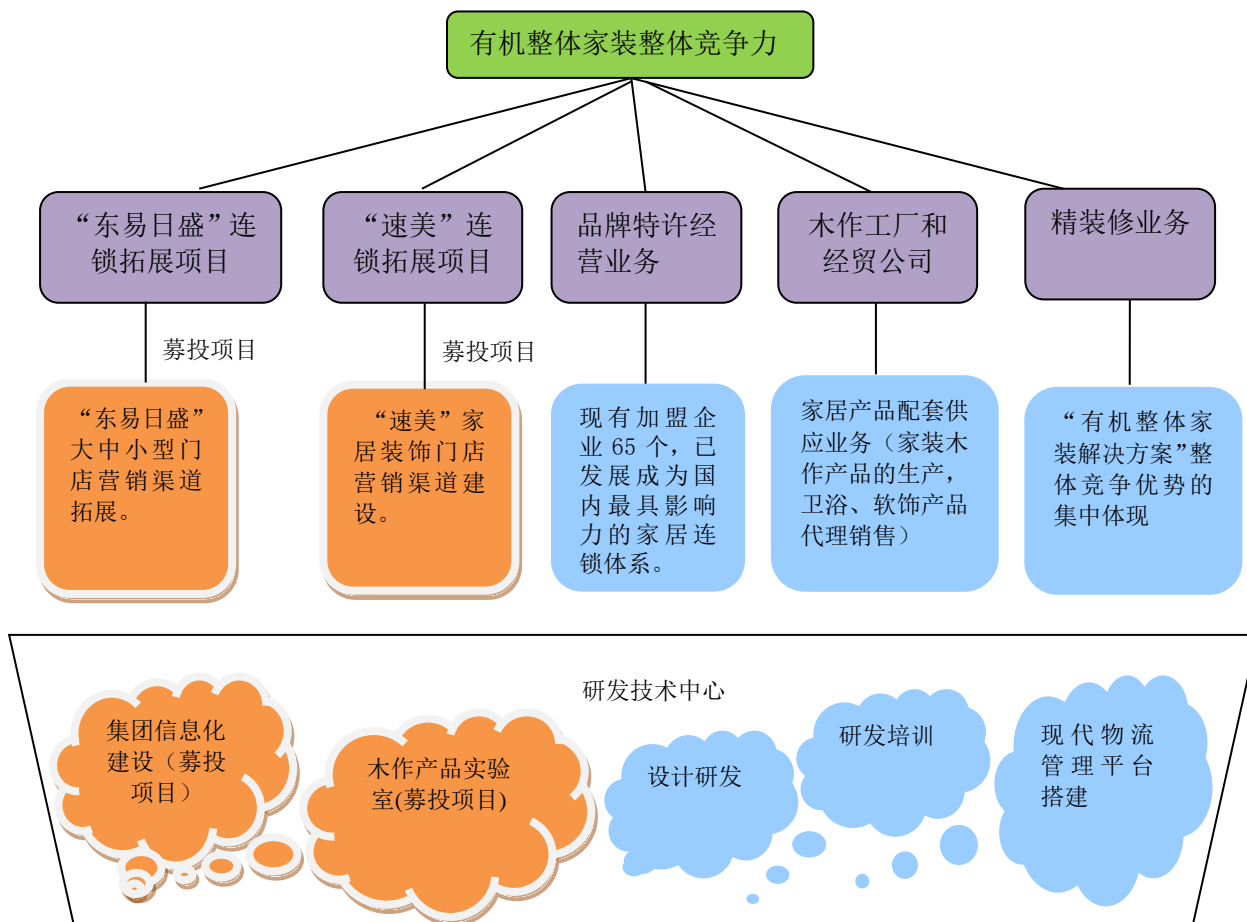 有机整体家装整体竞争力
“东易日盛”连
锁拓展项目
“速美”连
锁拓展项目
品牌特许经
营业务
木作工厂和
经贸公司
精装修业务
募投项目
募投项目
“东易日盛”
大中小型门
店营销渠道
拓展。
“速美”家
居装饰门店
营销渠道建
设。
现有加盟企
业 65 个，已
发展成为国
内最具影响
力的家居连
锁体系。
家居产品配套供
应业务（家装木
作产品的生产，
卫浴、软饰产品
代理销售）
“有机整体家
装解决方案”整
体竞争优势的
集中体现
研发技术中心
集团信息化
建设（募投
项目）
木作产品实验
室(募投项目)
设计研发
研发培训
现代物流
管理平台
搭建